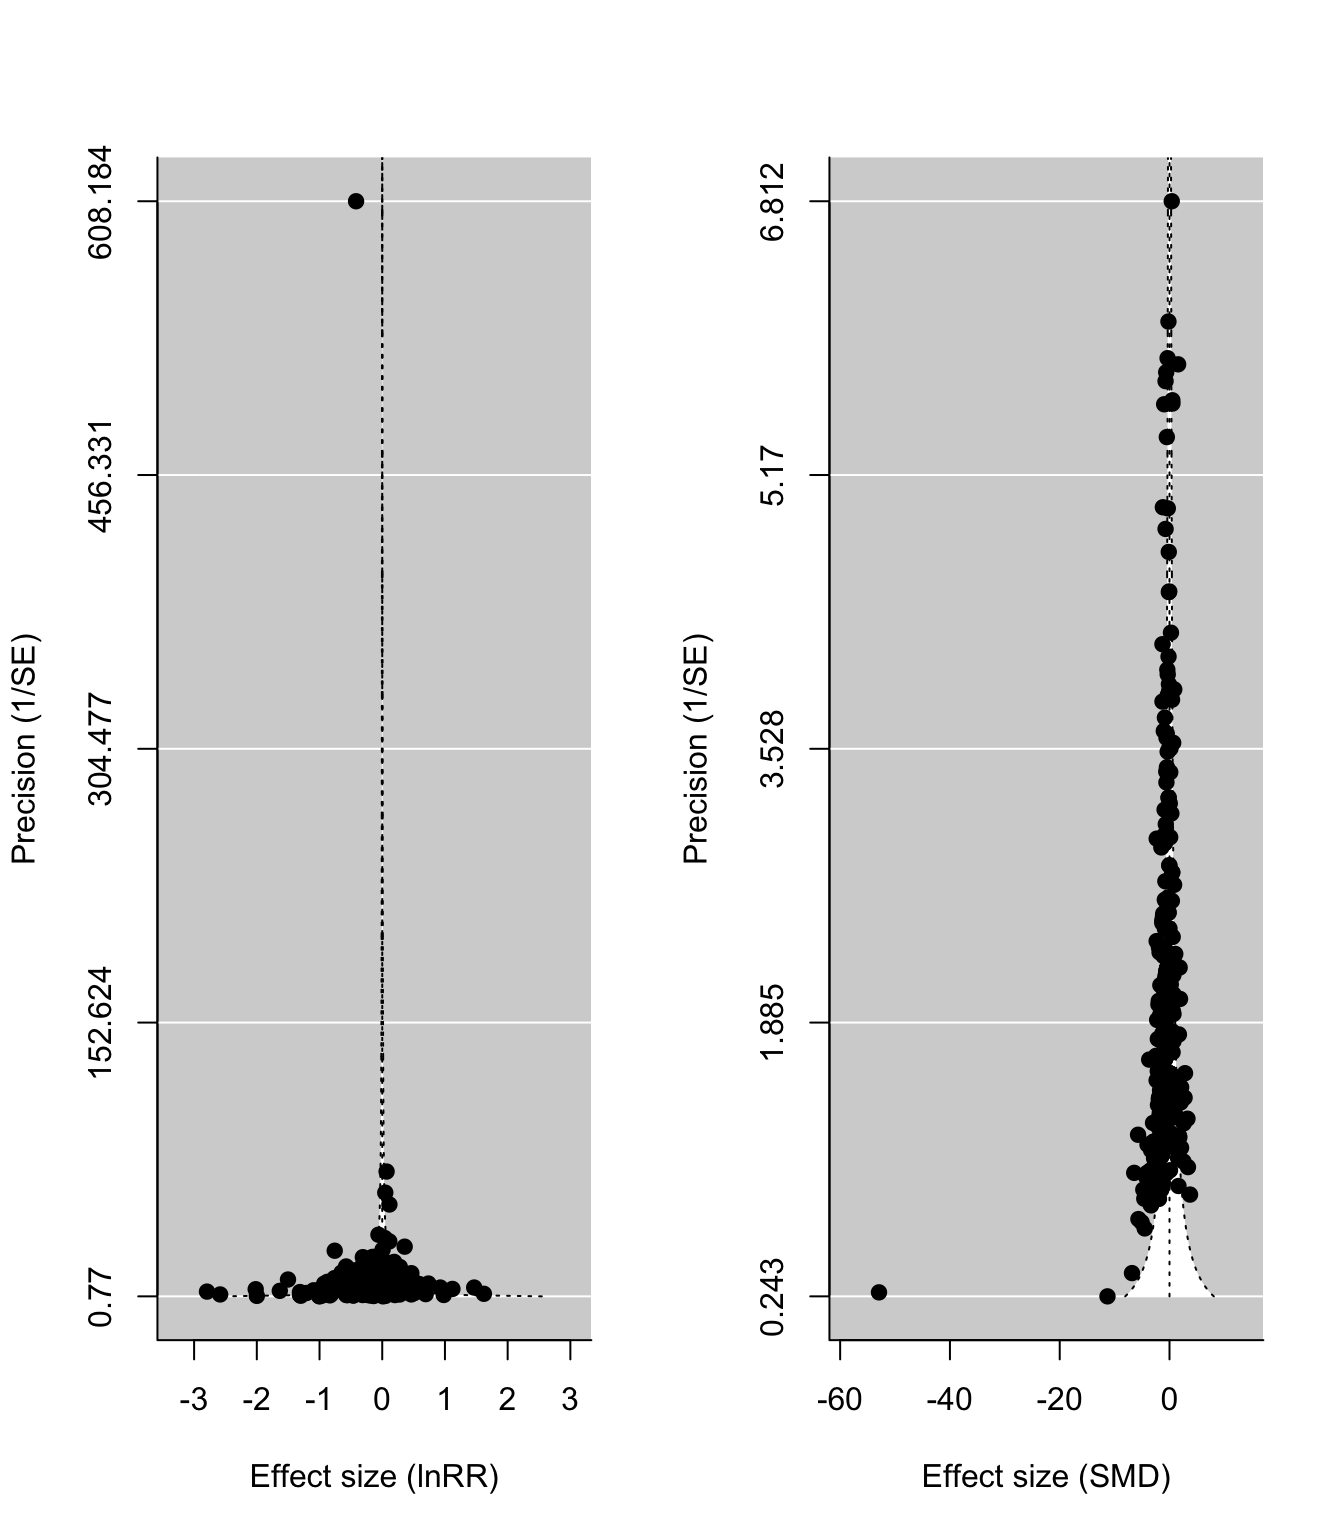 Precision (1/SE)
608.184
456.331
304.477
152.624
0.77
-3 -2 -1 0 1 2 3
Effect size (lnRR)
Precision (1/SE)
6.812
5.17
3.528
1.885
0.243
-60 -40 -20 0
Effect size (SMD)